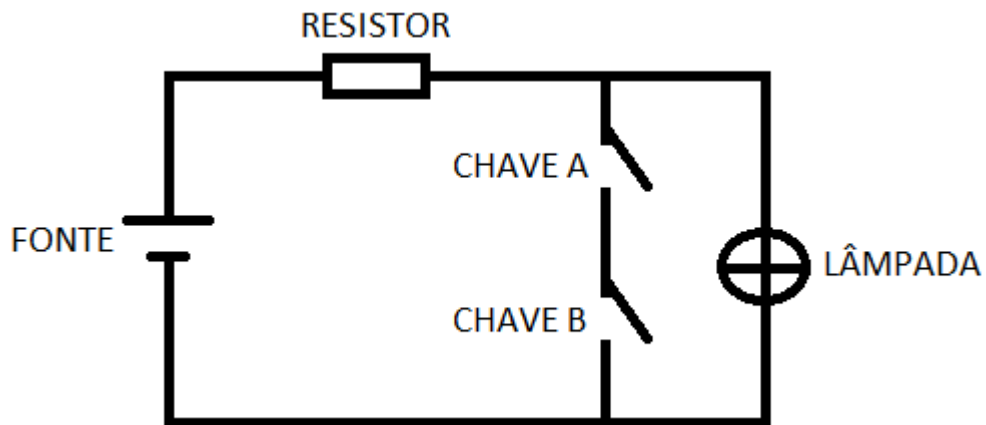 RESISTOR
CHAVE A
FONTE
LÂMPADA
CHAVE B